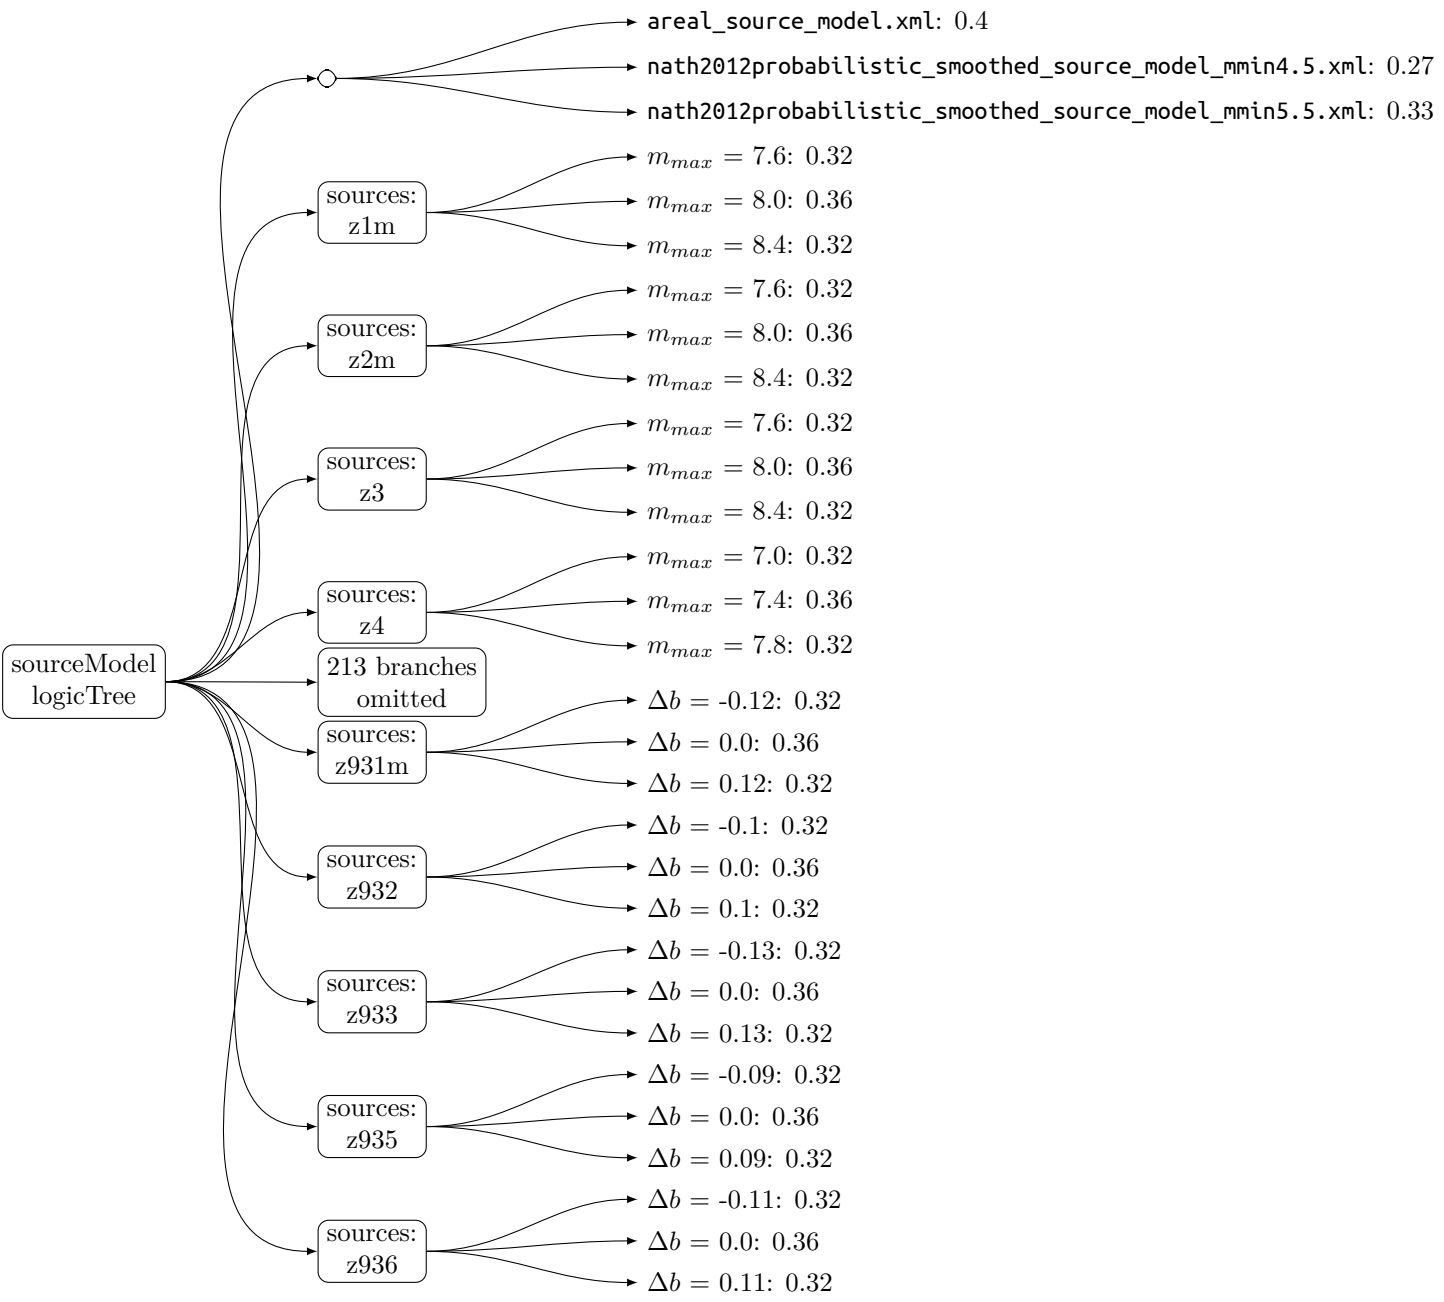 areal_source_model.xml: 0.4
nath2012probabilistic_smoothed_source_model_mmin4.5.xml: 0.27
nath2012probabilistic_smoothed_source_model_mmin5.5.xml: 0.33
sources:
z1m
m_max = 7.6: 0.32
m_max = 8.0: 0.36
m_max = 8.4: 0.32
sources:
z2m
m_max = 7.6: 0.32
m_max = 8.0: 0.36
m_max = 8.4: 0.32
sources:
z3
m_max = 7.6: 0.32
m_max = 8.0: 0.36
m_max = 8.4: 0.32
sources:
z4
m_max = 7.0: 0.32
m_max = 7.4: 0.36
m_max = 7.8: 0.32
sourceModel
logicTree
213 branches
omitted
sources:
z931m
Δb = -0.12: 0.32
Δb = 0.0: 0.36
Δb = 0.12: 0.32
sources:
z932
Δb = -0.1: 0.32
Δb = 0.0: 0.36
Δb = 0.1: 0.32
sources:
z933
Δb = -0.13: 0.32
Δb = 0.0: 0.36
Δb = 0.13: 0.32
sources:
z935
Δb = -0.09: 0.32
Δb = 0.0: 0.36
Δb = 0.09: 0.32
sources:
z936
Δb = -0.11: 0.32
Δb = 0.0: 0.36
Δb = 0.11: 0.32